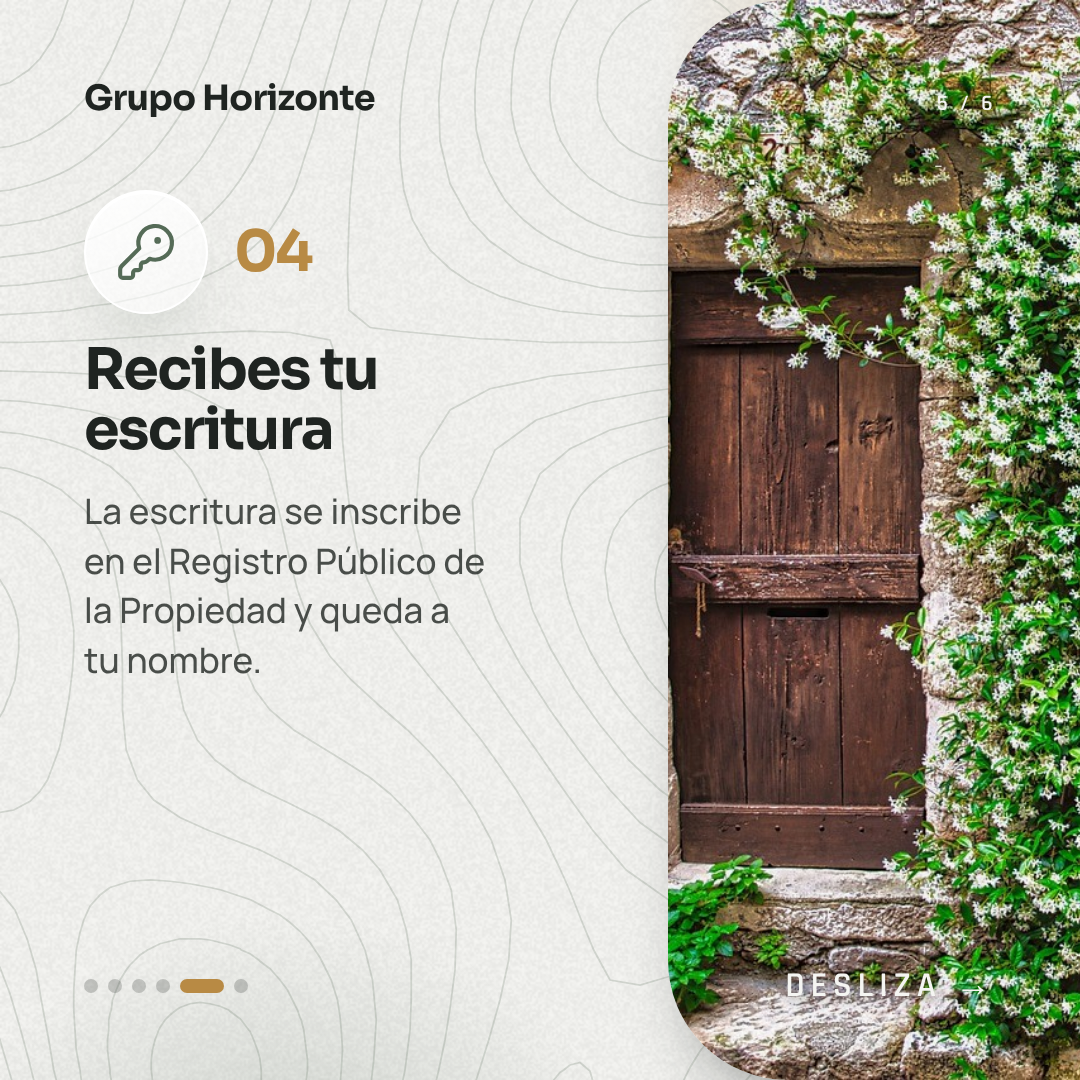 Grupo Horizonte
5 / 6
04
Recibes tu
escritura
La escritura se inscribe
en el Registro Público de
la Propiedad y queda a
tu nombre.
DESLIZA →